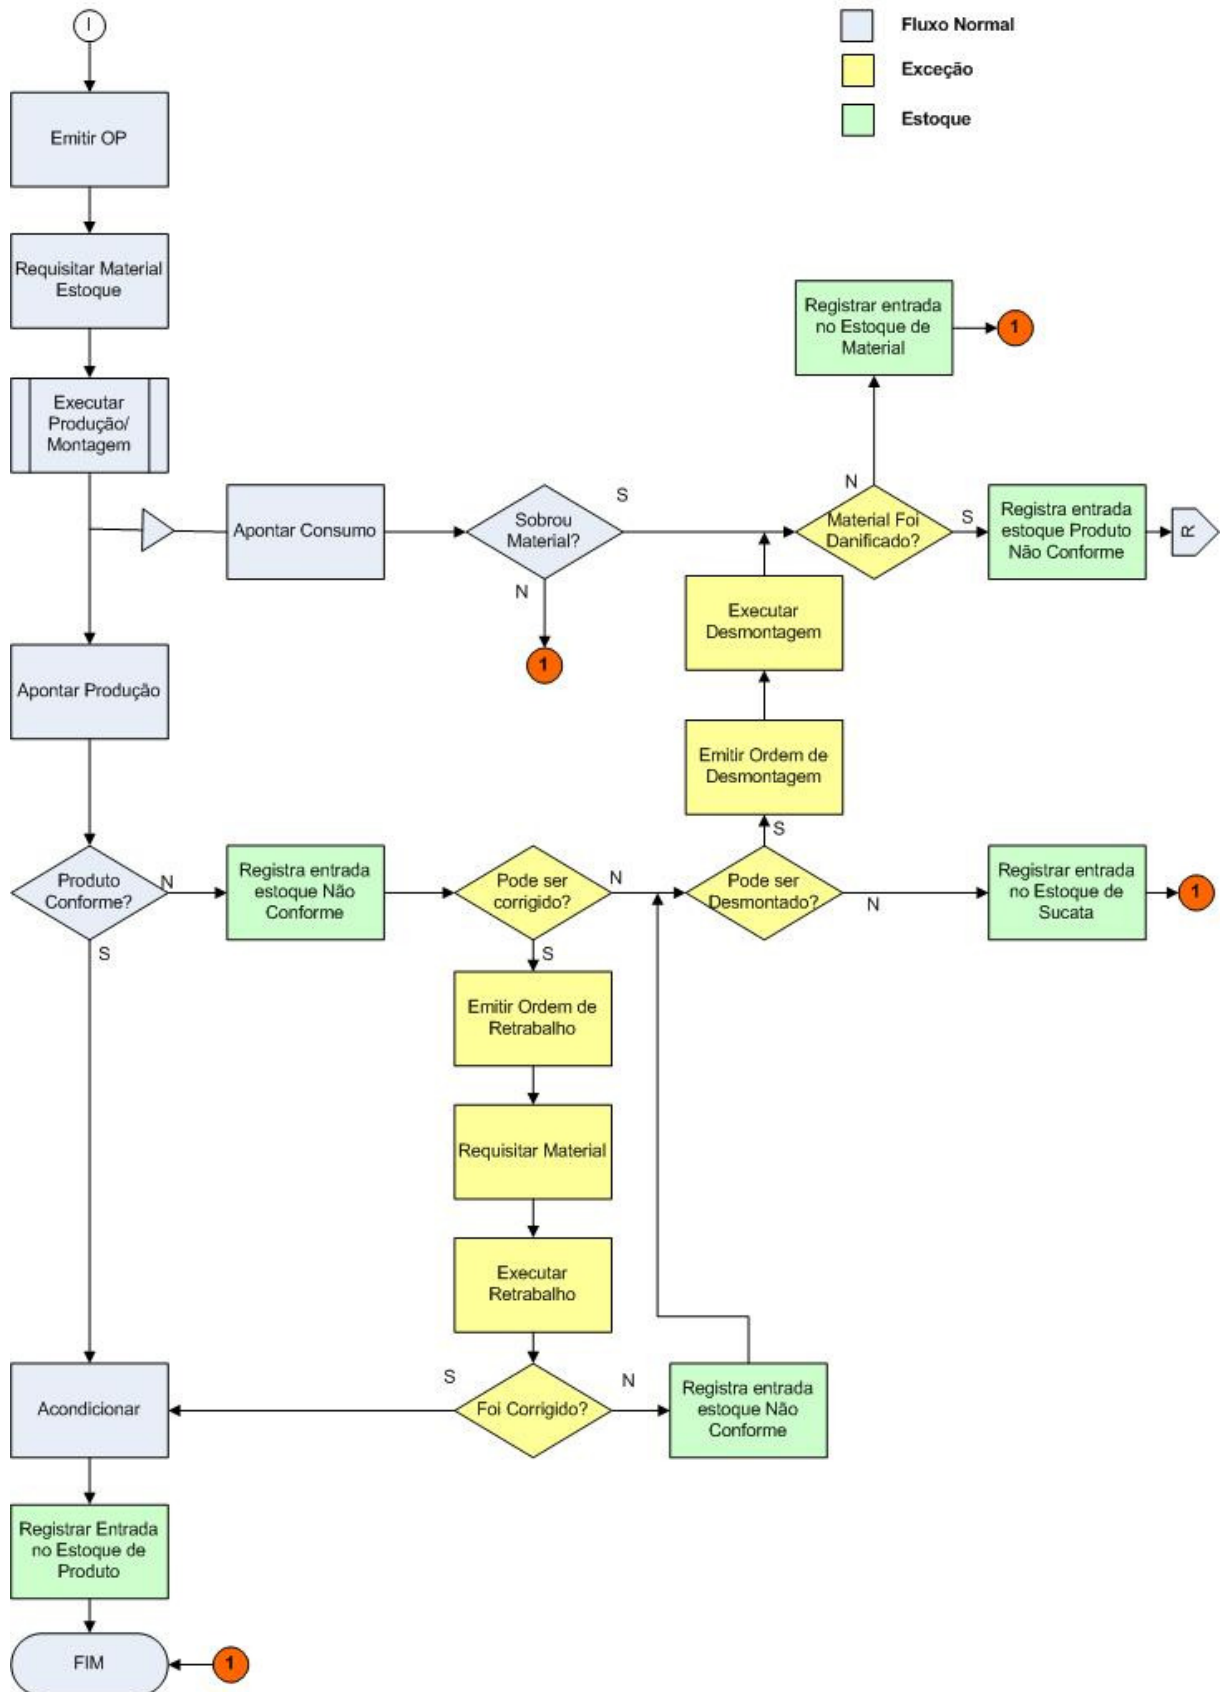 I
Fluxo Normal
Exceção
Estoque
Emitir OP
Requisitar Material
Estoque
Registrar entrada
no Estoque de
Material
1
Executar
Produção/
Montagem
Apontar Consumo
Sobrou
Material?
S
N
1
N
Material Foi
Danificado?
S
Registra entrada
estoque Produto
Não Conforme
R
Executar
Desmontagem
Apontar Produção
Emitir Ordem de
Desmontagem
S
Produto
Conforme?
N
S
Registra entrada
estoque Não
Conforme
Pode ser
corrigido?
N
S
Pode ser
Desmontado?
N
Registrar entrada
no Estoque de
Sucata
1
Emitir Ordem de
Retrabalho
Requisitar Material
Executar
Retrabalho
Acondicionar
S
Foi Corrigido?
N
Registra entrada
estoque Não
Conforme
Registrar Entrada
no Estoque de
Produto
FIM
1